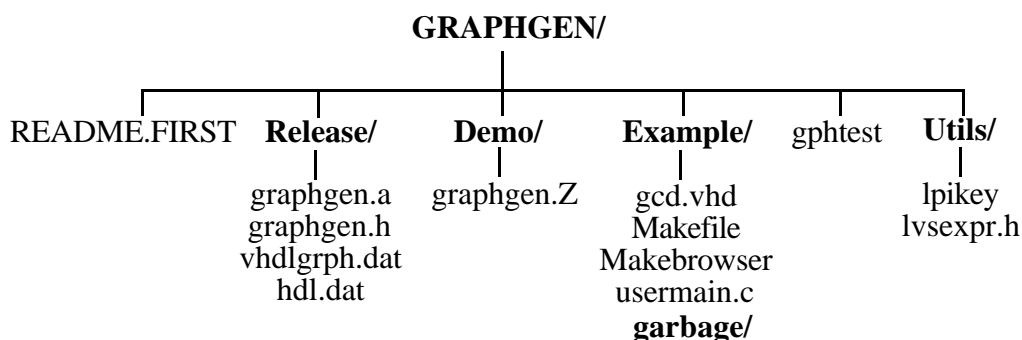 GRAPHGEN/
README.FIRST Release/ Demo/ Example/ gphtest Utils/
graphgen.a graphgen.Z gcd.vhd lpikey
graphgen.h Makefile lvsexpr.h
vhdlgrph.dat Makebrowser
hdl.dat usermain.c
garbage/